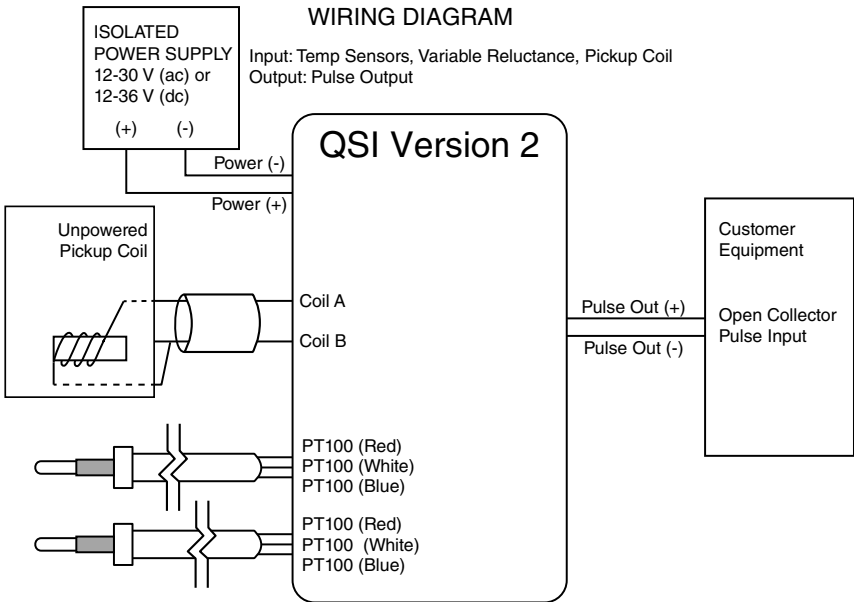 WIRING DIAGRAM
ISOLATED
POWER SUPPLY
12-30 V (ac) or
12-36 V (dc)
(+) (-)
Input: Temp Sensors, Variable Reluctance, Pickup Coil
Output: Pulse Output
QSI Version 2
Power (-)
Power (+)
Unpowered
Pickup Coil
Coil A
Coil B
Customer
Equipment
Open Collector
Pulse Input
Pulse Out (+)
Pulse Out (-)
PT100 (Red)
PT100 (White)
PT100 (Blue)
PT100 (Red)
PT100 (White)
PT100 (Blue)